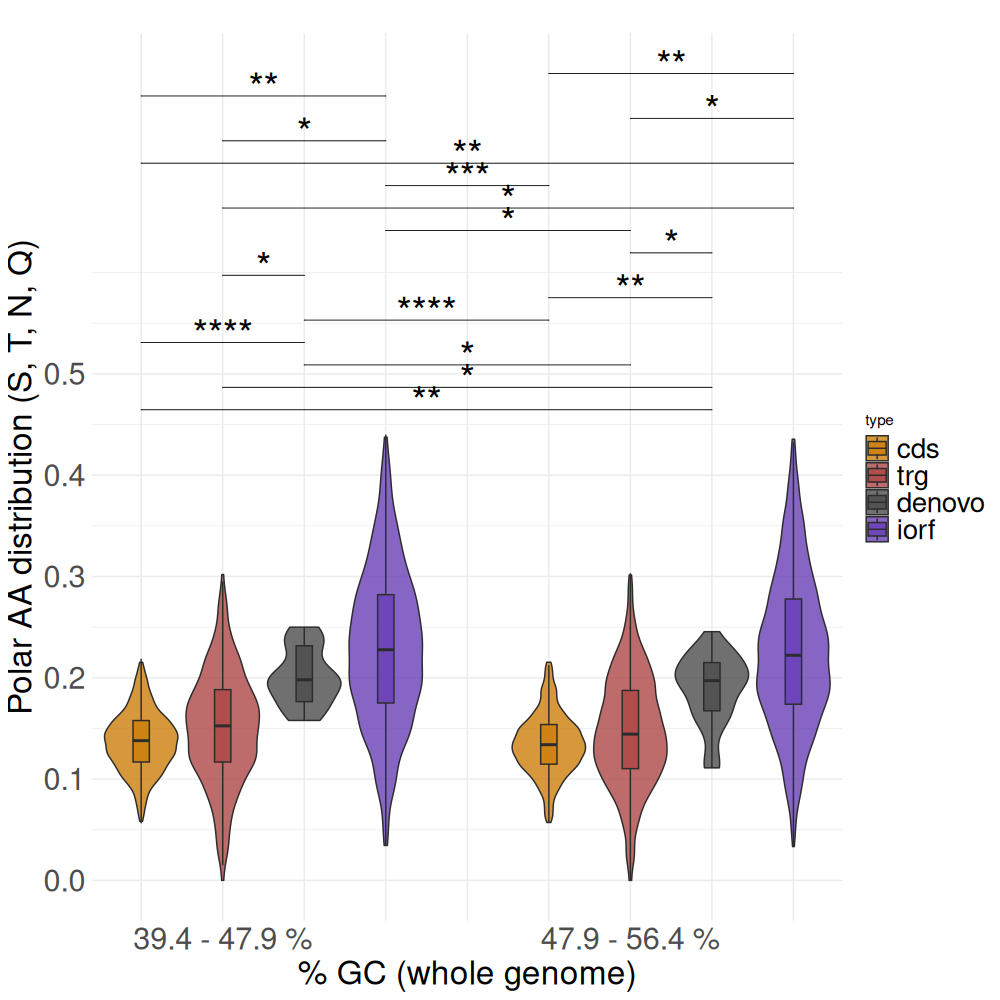 **
**
*
*
**
***
*
*
*
*
**
****
****
*
*
**
Polar AA distribution (S, T, N, Q)
0.5
0.4
0.3
0.2
0.1
0.0
39.4 - 47.9 %
47.9 - 56.4 %
% GC (whole genome)
type
cds
trg
denovo
iorf